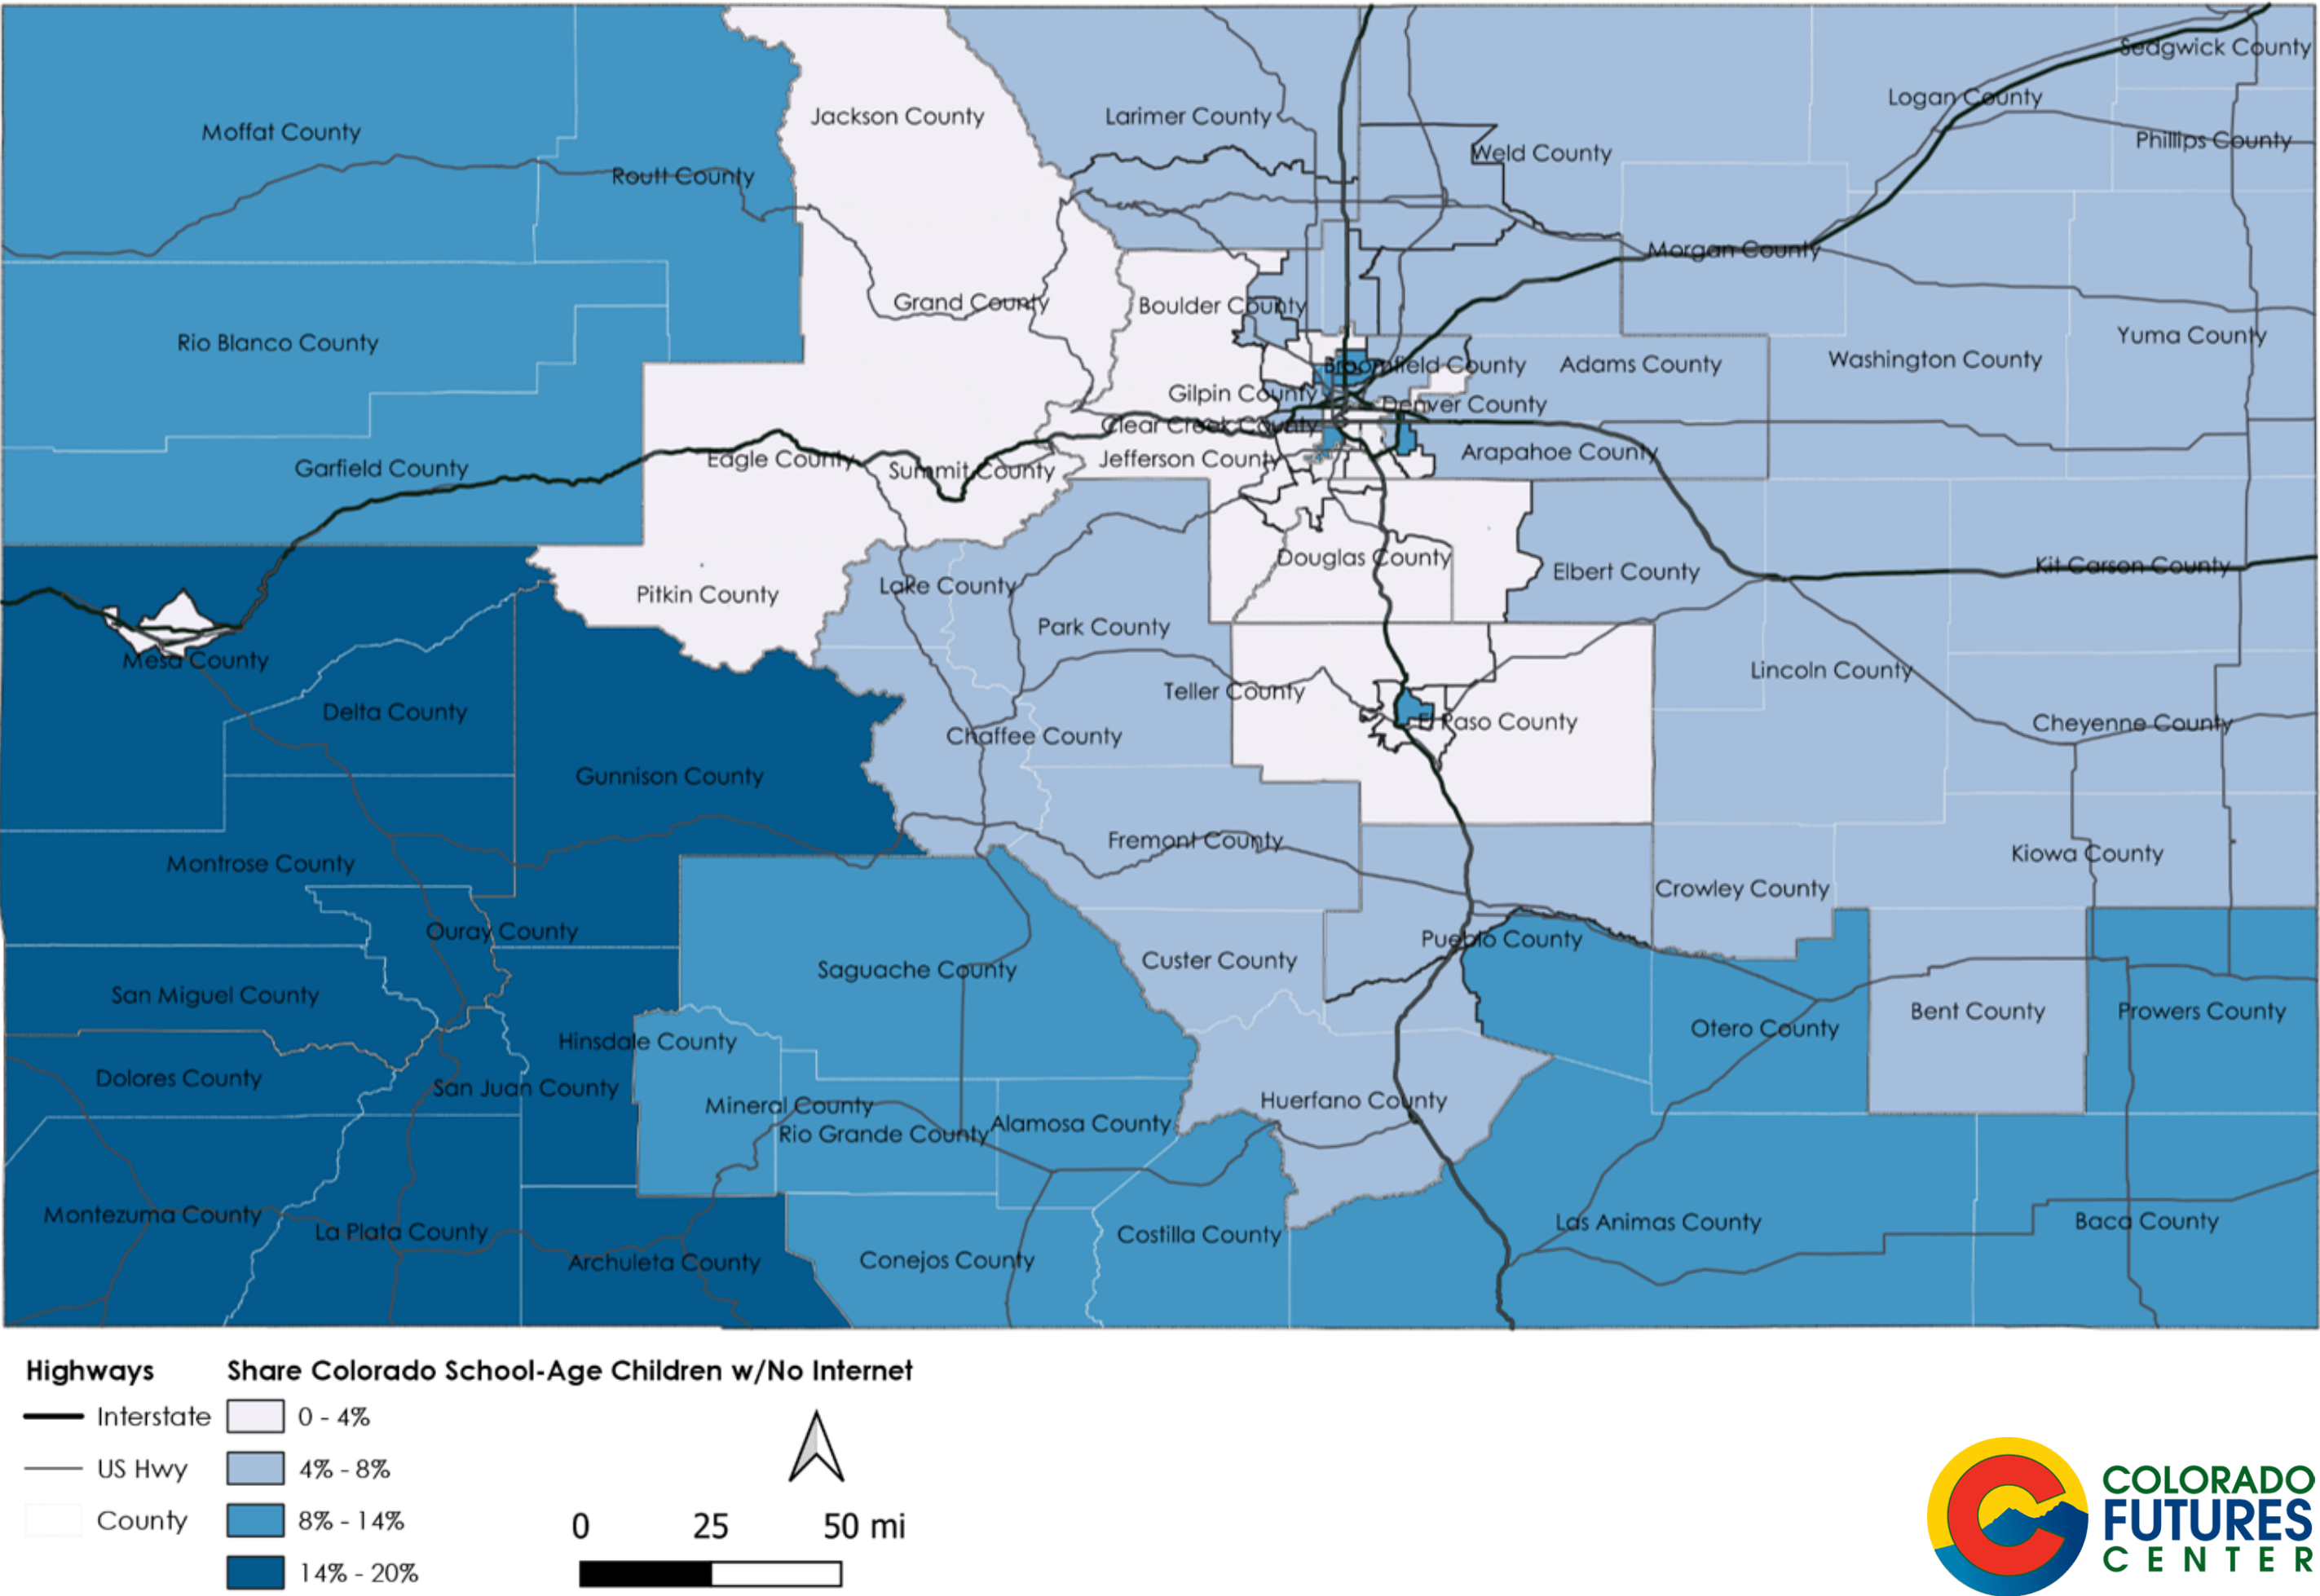 Sedgwick County
Logan County
Jackson County
Larimer County
Moffat County
Phillips County
Weld County
Routt County
Morgan County
Grand County
Boulder County
Yuma County
Rio Blanco County
Washington County
Broomfield County
Adams County
Gilpin County
Denver County
Clear Creek County
Arapahoe County
Eagle County
Jefferson County
Garfield County
Summit County
Douglas County
Kit Carson County
Elbert County
Lake County
Pitkin County
Park County
Mesa County
Lincoln County
Teller County
Delta County
El Paso County
Cheyenne County
Chaffee County
Gunnison County
Fremont County
Kiowa County
Montrose County
Crowley County
Ouray County
Pueblo County
Custer County
Saguache County
San Miguel County
Bent County
Prowers County
Otero County
Hinsdale County
Dolores County
San Juan County
Huerfano County
Mineral County
Alamosa County
Rio Grande County
Montezuma County
Las Animas County
Baca County
La Plata County
Costilla County
Conejos County
Archuleta County
Highways
Interstate
US Hwy
County
Share Colorado School-Age Children w/No Internet
0 - 4%
4% - 8%
8% - 14%
14% - 20%
0 25 50 mi
COLORADO
FUTURES
CENTER